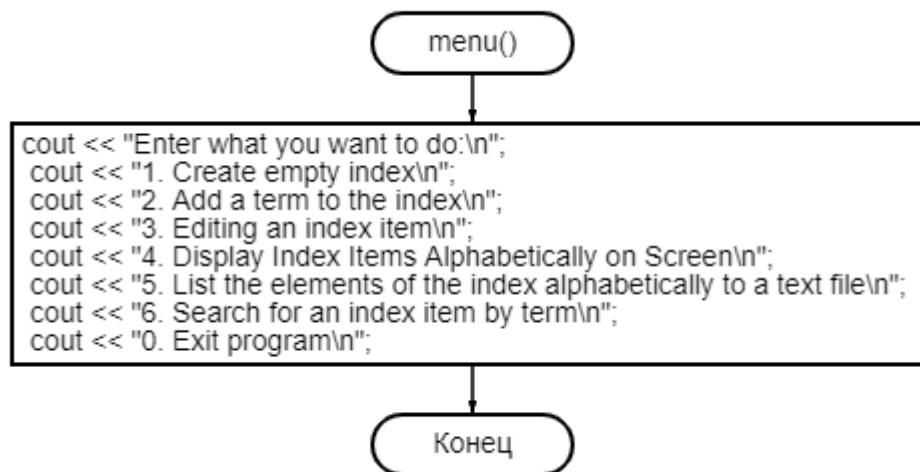 menu()
cout << "Enter what you want to do:\n";
cout << "1. Create empty index\n";
cout << "2. Add a term to the index\n";
cout << "3. Editing an index item\n";
cout << "4. Display Index Items Alphabetically on Screen\n";
cout << "5. List the elements of the index alphabetically to a text file\n";
cout << "6. Search for an index item by term\n";
cout << "0. Exit program\n";
Конец